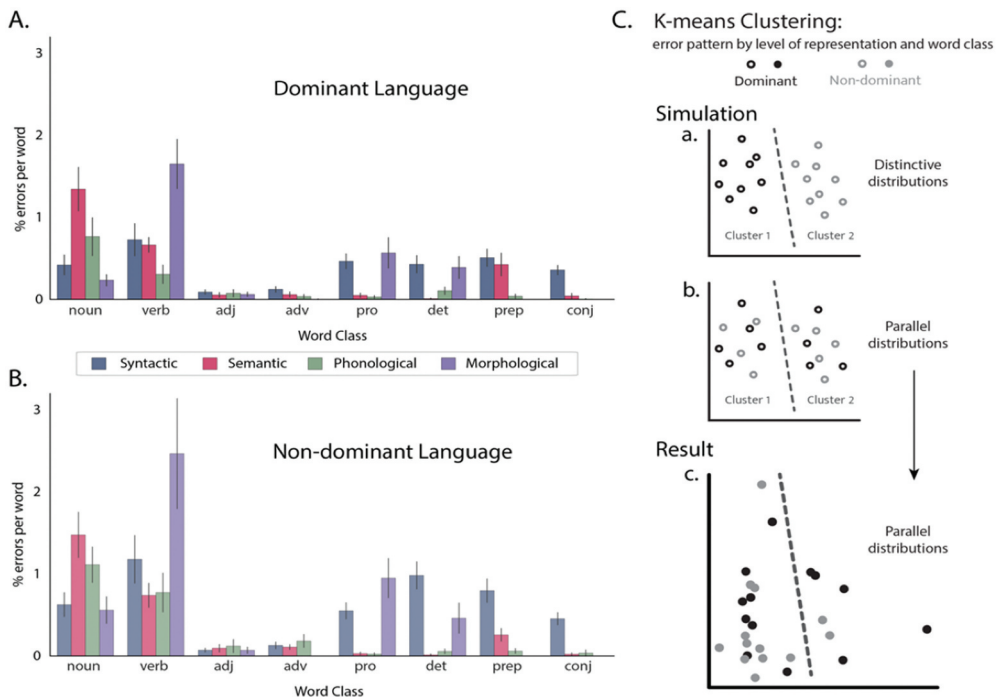 A.
3
2
1
0
% errors per word
Dominant Language
noun verb adj adv pro det prep conj
Word Class
Syntactic Semantic Phonological Morphological
B.
3
2
1
0
% errors per word
Non-dominant Language
noun verb adj adv pro det prep conj
Word Class
C. K-means Clustering:
error pattern by level of representation and word class
Dominant Non-dominant
Simulation
a.
Distinctive
distributions
Cluster 1 Cluster 2
b.
Parallel
distributions
Cluster 1 Cluster 2
Result
c.
Parallel
distributions